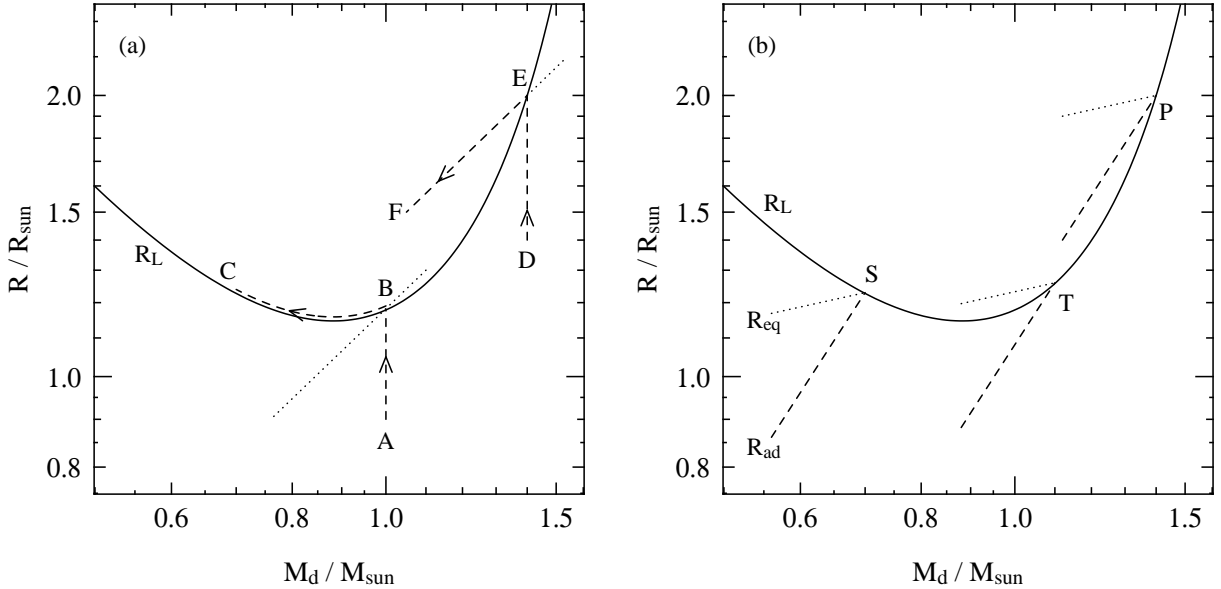 (a)
E
2.0
F
1.5
D
R_L
C
B
1.0
A
0.8
0.6 0.8 1.0 1.5
R / R_sun
M_d / M_sun
(b)
2.0
P
R_L
1.5
S
T
R_eq
1.0
R_ad
0.8
0.6 0.8 1.0 1.5
R / R_sun
M_d / M_sun